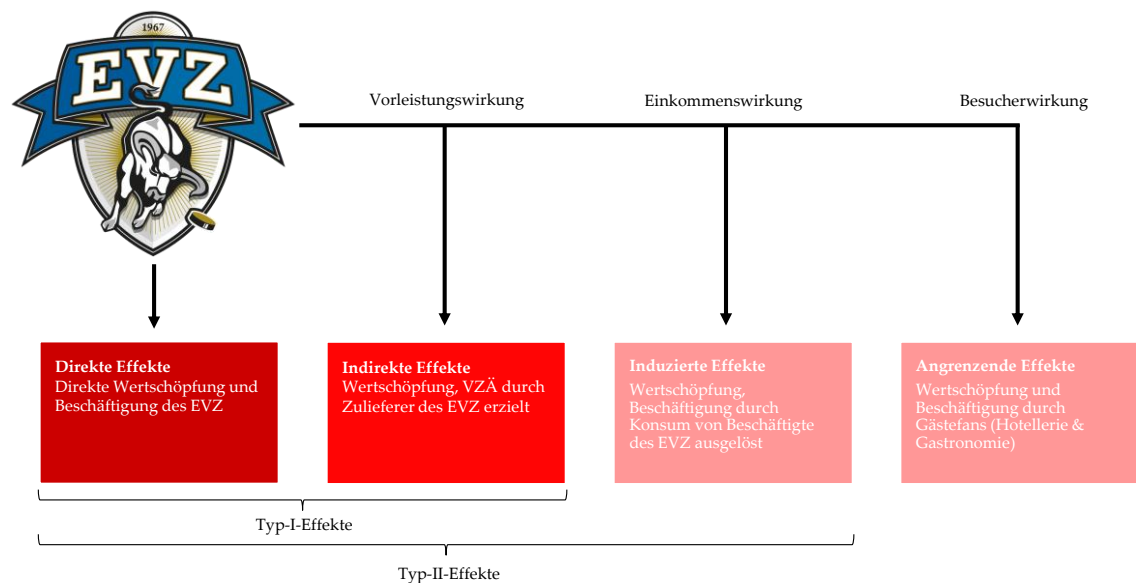 1967
EVZ
Vorleistungswirkung
Einkommenswirkung
Besucherwirkung
Direkte Effekte
Direkte Wertschöpfung und
Beschäftigung des EVZ
Indirekte Effekte
Wertschöpfung, VZÄ durch
Zulieferer des EVZ erzielt
Induzierte Effekte
Wertschöpfung,
Beschäftigung durch
Konsum von Beschäftigte
des EVZ ausgelöst
Angrenzende Effekte
Wertschöpfung und
Beschäftigung durch
Gästefans (Hotellerie &
Gastronomie)
Typ-I-Effekte
Typ-II-Effekte